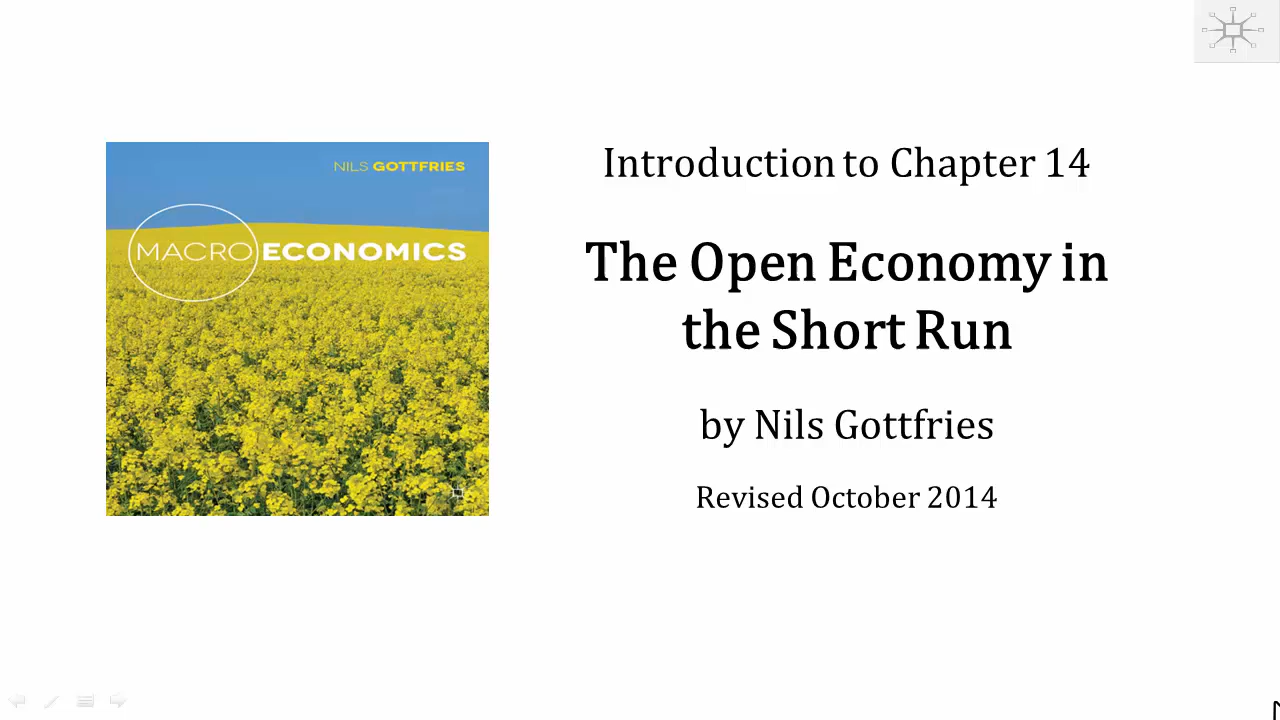 NILS GOTTFRIES
MACROECONOMICS
Introduction to Chapter 14
The Open Economy in
the Short Run
by Nils Gottfries
Revised October 2014